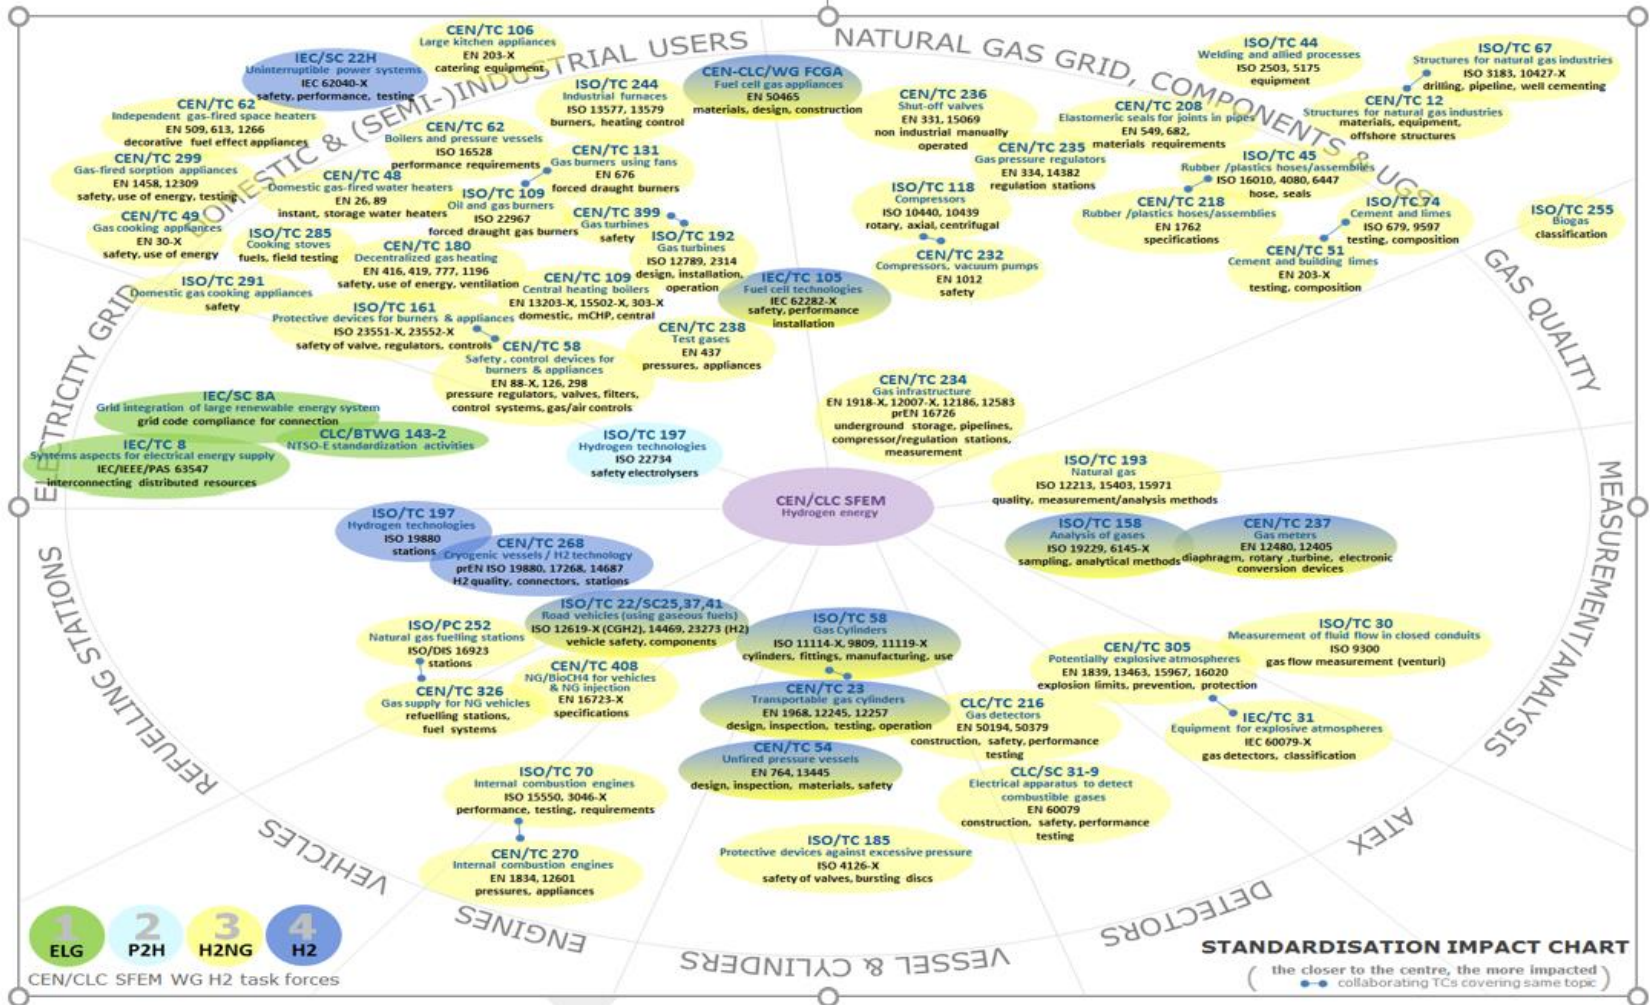 DOMESTIC & (SEMI-)INDUSTRIAL USERS
NATURAL GAS GRID, COMPONENTS & UGS
CEN/TC 106
Large kitchen appliances
EN 203-X
catering equipment
IEC/SC 22H
Uninterruptible power systems
IEC 62040-X
safety, performance, testing
CEN/TC 62
Independent gas-fired space heaters
EN 509, 613, 1266
decorative fuel effect appliances
ISO/TC 244
Industrial furnaces
ISO 13577, 13579
burners, heating control
CEN-CLC/WG FCGA
Fuel cell gas appliances
EN 50465
materials, design, construction
CEN/TC 62
Boilers and pressure vessels
ISO 16528
performance requirements
CEN/TC 131
Gas burners using fans
EN 676
forced draught burners
CEN/TC 299
Gas-fired sorption appliances
EN 1458, 12309
safety, use of energy, testing
CEN/TC 48
Domestic gas-fired water heaters
EN 26, 89
instant, storage water heaters
ISO/TC 109
Oil and gas burners
ISO 22967
forced draught gas burners
CEN/TC 399
Gas turbines
safety
CEN/TC 49
Gas cooking appliances
EN 30-X
safety, use of energy
ISO/TC 285
Cooking stoves
fuels, field testing
CEN/TC 180
Decentralized gas heating
EN 416, 419, 777, 1196
safety, use of energy, ventilation
ISO/TC 192
Gas turbines
ISO 12789, 2314
design, installation,
operation
CEN/TC 109
Central heating boilers
EN 13203-X, 15502-X, 303-X
domestic, mCHP, central
IEC/TC 105
Fuel cell technologies
IEC 62282-X
safety, performance
installation
ISO/TC 291
Domestic gas cooking appliances
safety
ISO/TC 161
Protective devices for burners & appliances
ISO 23551-X, 23552-X
safety of valve, regulators, controls
CEN/TC 58
Safety , control devices for
burners & appliances
EN 88-X, 126, 298
pressure regulators, valves, filters,
control systems, gas/air controls
CEN/TC 238
Test gases
EN 437
pressures, appliances
ISO/TC 44
Welding and allied processes
ISO 2503, 5175
equipment
ISO/TC 67
Structures for natural gas industries
ISO 3183, 10427-X
drilling, pipeline, well cementing
CEN/TC 12
Structures for natural gas industries
materials, equipment,
offshore structures
CEN/TC 236
Shut-off valves
EN 331, 15069
non industrial manually
operated
CEN/TC 208
Elastomeric seals for joints in pipes
EN 549, 682,
materials requirements
CEN/TC 235
Gas pressure regulators
EN 334, 14382
regulation stations
ISO/TC 45
Rubber /plastics hoses/assemblies
ISO 16010, 4080, 6447
hose, seals
ISO/TC 118
Compressors
ISO 10440, 10439
rotary, axial, centrifugal
CEN/TC 218
Rubber /plastics hoses/assemblies
EN 1762
specifications
ISO/TC 74
Cement and limes
ISO 679, 9597
testing, composition
CEN/TC 232
Compressors, vacuum pumps
EN 1012
safety
CEN/TC 51
Cement and building limes
EN 203-X
testing, composition
ISO/TC 255
Biogas
classification
GAS QUALITY
CEN/TC 234
Gas infrastructure
EN 1918-X, 12007-X, 12186, 12583
prEN 16726
underground storage, pipelines,
compressor/regulation stations,
measurement
ELECTRICITY GRID
IEC/SC 8A
Grid integration of large renewable energy system
grid code compliance for connection
CLC/BTWG 143-2
NTSO-E standardization activities
IEC/TC 8
Systems aspects for electrical energy supply
IEC/IEEE/PAS 63547
interconnecting distributed resources
ISO/TC 197
Hydrogen technologies
ISO 22734
safety electrolysers
CEN/CLC SFEM
Hydrogen energy
ISO/TC 193
Natural gas
ISO 12213, 15403, 15971
quality, measurement/analysis methods
MEASUREMENT/ANALYSIS
ISO/TC 158
Analysis of gases
ISO 19229, 6145-X
sampling, analytical methods
CEN/TC 237
Gas meters
EN 12480, 12405
diaphragm, rotary ,turbine, electronic
conversion devices
ISO/TC 197
Hydrogen technologies
ISO 19880
stations
CEN/TC 268
Cryogenic vessels / H2 technology
prEN ISO 19880, 17268, 14687
H2 quality, connectors, stations
REFUELLING STATIONS
ISO/TC 22/SC25,37,41
Road vehicles (using gaseous fuels)
ISO 12619-X (CGH2), 14469, 23273 (H2)
vehicle safety, components
ISO/PC 252
Natural gas fuelling stations
ISO/DIS 16923
stations
CEN/TC 408
NG/BioCH4 for vehicles
& NG injection
EN 16723-X
specifications
CEN/TC 326
Gas supply for NG vehicles
refuelling stations,
fuel systems
ISO/TC 58
Gas Cylinders
ISO 11114-X, 9809, 11119-X
cylinders, fittings, manufacturing, use
CEN/TC 23
Transportable gas cylinders
EN 1968, 12245, 12257
design, inspection, testing, operation
CEN/TC 54
Unfired pressure vessels
EN 764, 13445
design, inspection, materials, safety
ISO/TC 30
Measurement of fluid flow in closed conduits
ISO 9300
gas flow measurement (venturi)
CEN/TC 305
Potentially explosive atmospheres
EN 1839, 13463, 15967, 16020
explosion limits, prevention, protection
IEC/TC 31
Equipment for explosive atmospheres
IEC 60079-X
gas detectors, classification
CLC/TC 216
Gas detectors
EN 50194, 50379
construction, safety, performance
testing
CLC/SC 31-9
Electrical apparatus to detect
combustible gases
EN 60079
construction, safety, performance
testing
ISO/TC 70
Internal combustion engines
ISO 15550, 3046-X
performance, testing, requirements
CEN/TC 270
Internal combustion engines
EN 1834, 12601
pressures, appliances
ISO/TC 185
Protective devices against excessive pressure
ISO 4126-X
safety of valves, bursting discs
ATEX
DETECTORS
VESSEL & CYLINDERS
ENGINES
VEHICLES
1 ELG
2 P2H
3 H2NG
4 H2
CEN/CLC SFEM WG H2 task forces
STANDARDISATION IMPACT CHART
( the closer to the centre, the more impacted
collaborating TCs covering same topic )